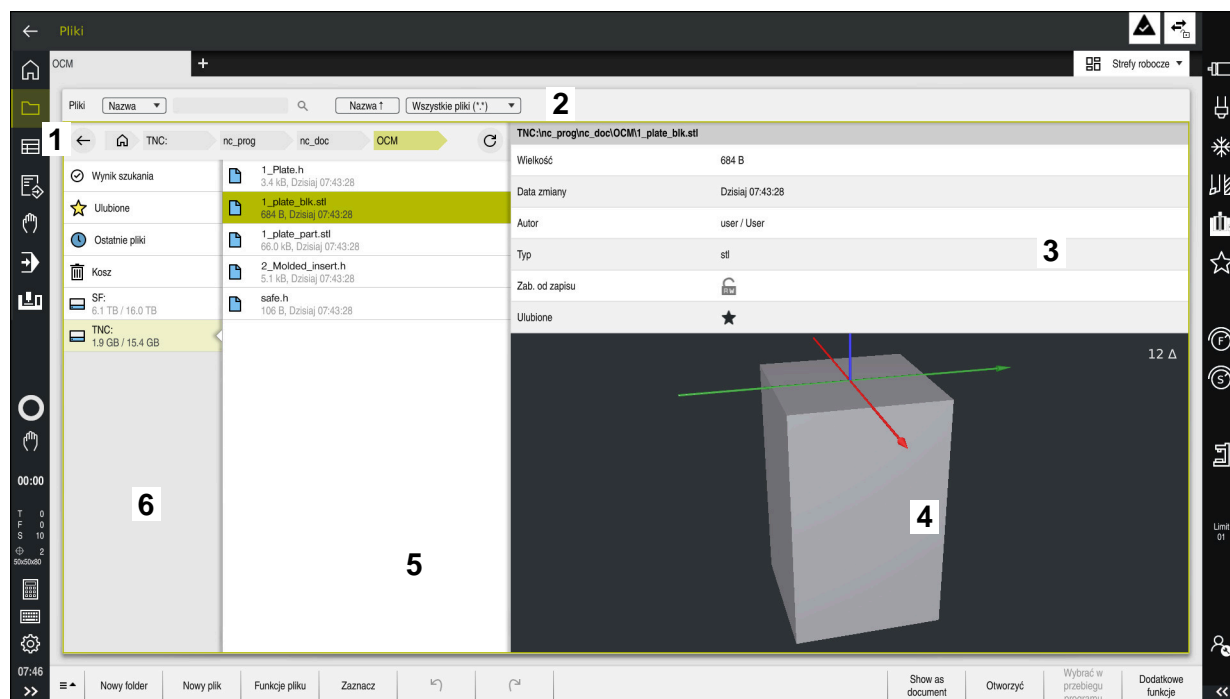 Pliki
OCM
+
Strefy robocze
Pliki
Nazwa
Nazwa ↑
Wszystkie pliki (*.*)
2
1
TNC:
nc_prog
nc_doc
OCM
TNC:\nc_prog\nc_doc\OCM\1_plate_blk.stl
Wynik szukania
Ulubione
Ostatnie pliki
Kosz
SF:
6.1 TB / 16.0 TB
TNC:
1.9 GB / 15.4 GB
6
1_Plate.h
3.4 kB, Dzisiaj 07:43:28
1_plate_blk.stl
684 B, Dzisiaj 07:43:28
1_plate_part.stl
66.0 kB, Dzisiaj 07:43:28
2_Molded_insert.h
5.1 kB, Dzisiaj 07:43:28
safe.h
106 B, Dzisiaj 07:43:28
5
Wielkość 684 B
Data zmiany Dzisiaj 07:43:28
Autor user / User
Typ stl
3
Zab. od zapisu RW
Ulubione
12 Δ
4
00:00
T 0
F 0
S 10
2
50x50x80
07:46
F
S
Limit
01
Nowy folder
Nowy plik
Funkcje pliku
Zaznacz
Show as
document
Otworzyć
Wybrać w
przebiegu
programu
Dodatkowe
funkcje